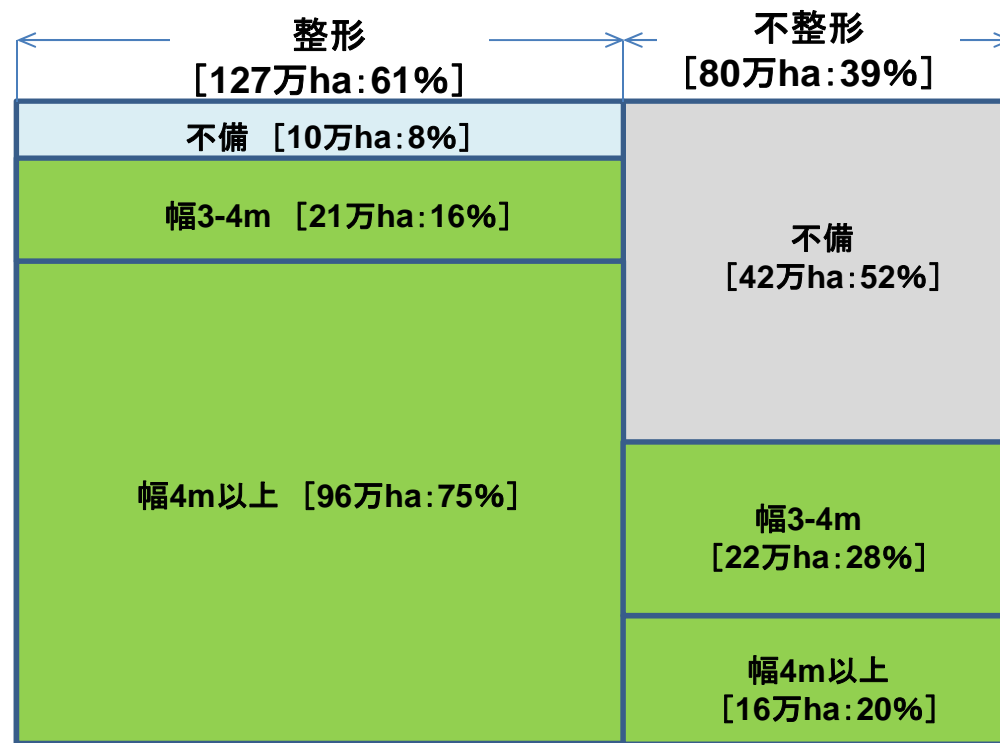 整形
［127万ha：61%］
不整形
［80万ha：39%］
不備 ［10万ha：8%］
幅3-4m ［21万ha：16%］
幅4m以上 ［96万ha：75%］
不備
［42万ha：52%］
幅3-4m
［22万ha：28%］
幅4m以上
［16万ha：20%］